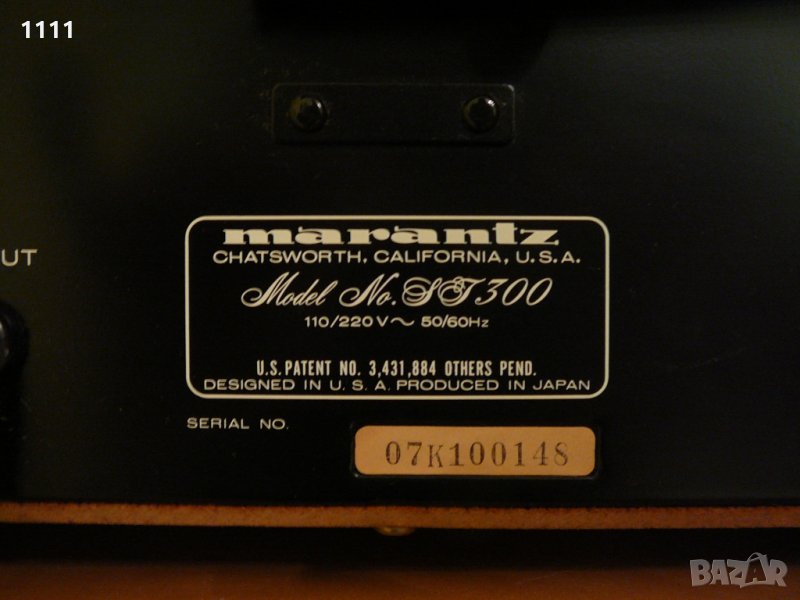 1111
UT
marantz
CHATSWORTH, CALIFORNIA, U.S.A.
Model No. ST300
110/220V～ 50/60Hz
U.S. PATENT NO. 3,431,884 OTHERS PEND.
DESIGNED IN U.S.A. PRODUCED IN JAPAN
SERIAL NO.
07K100148
BAZAR